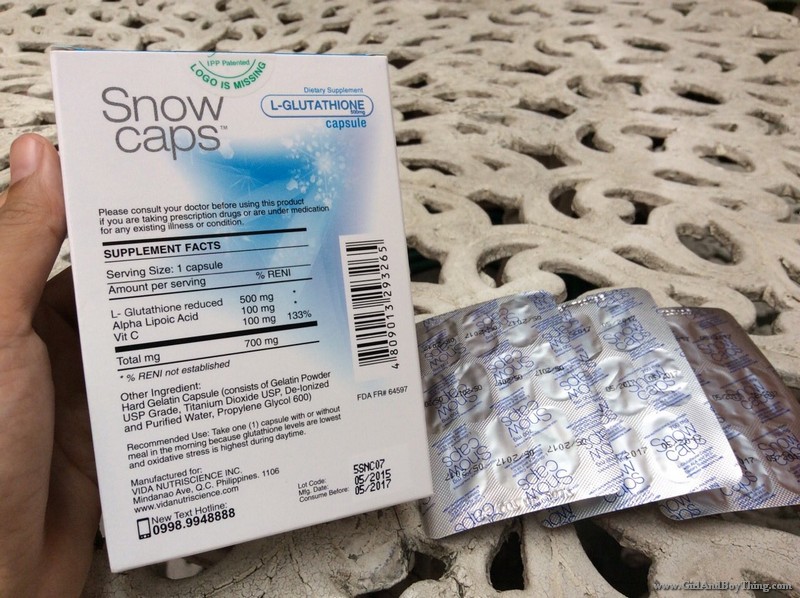 IPP Patented
LOGO IS MISSING
Snow
caps™
Dietary Supplement
L-GLUTATHIONE
500mg
capsule
Please consult your doctor before using this product
if you are taking prescription drugs or are under medication
for any existing illness or condition.
SUPPLEMENT FACTS
Serving Size: 1 capsule
Amount per serving % RENI
L- Glutathione reduced 500 mg *
Alpha Lipoic Acid 100 mg *
Vit C 100 mg 133%
Total mg 700 mg
* % RENI not established
Other Ingredient:
Hard Gelatin Capsule (consists of Gelatin Powder
USP Grade, Titanium Dioxide USP, De-Ionized
and Purified Water, Propylene Glycol 600)
4 809013 293265
FDA FR# 64597
Recommended Use: Take one (1) capsule with or without
meal in the morning because glutathione levels are lowest
and oxidative stress is highest during daytime.
Manufactured for:
VIDA NUTRISCIENCE INC.
Mindanao Ave, Q.C. Philippines. 1106
www.vidanutriscience.com
New Text Hotline:
0998.9948888
Lot Code: 5SNC07
Mfg. Date: 05/2015
Consume Before: 05/2017
snow
caps
05/2017
www.GirlAndBoyThing.com